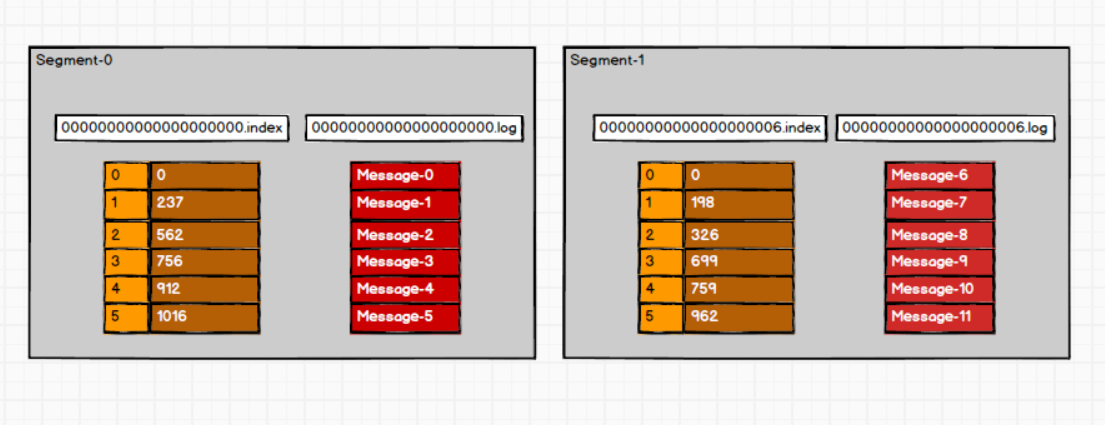 Segment-0
00000000000000000000.index
00000000000000000000.log
0 0
1 237
2 562
3 756
4 912
5 1016
Message-0
Message-1
Message-2
Message-3
Message-4
Message-5
Segment-1
00000000000000000006.index
00000000000000000006.log
0 0
1 198
2 326
3 699
4 759
5 962
Message-6
Message-7
Message-8
Message-9
Message-10
Message-11